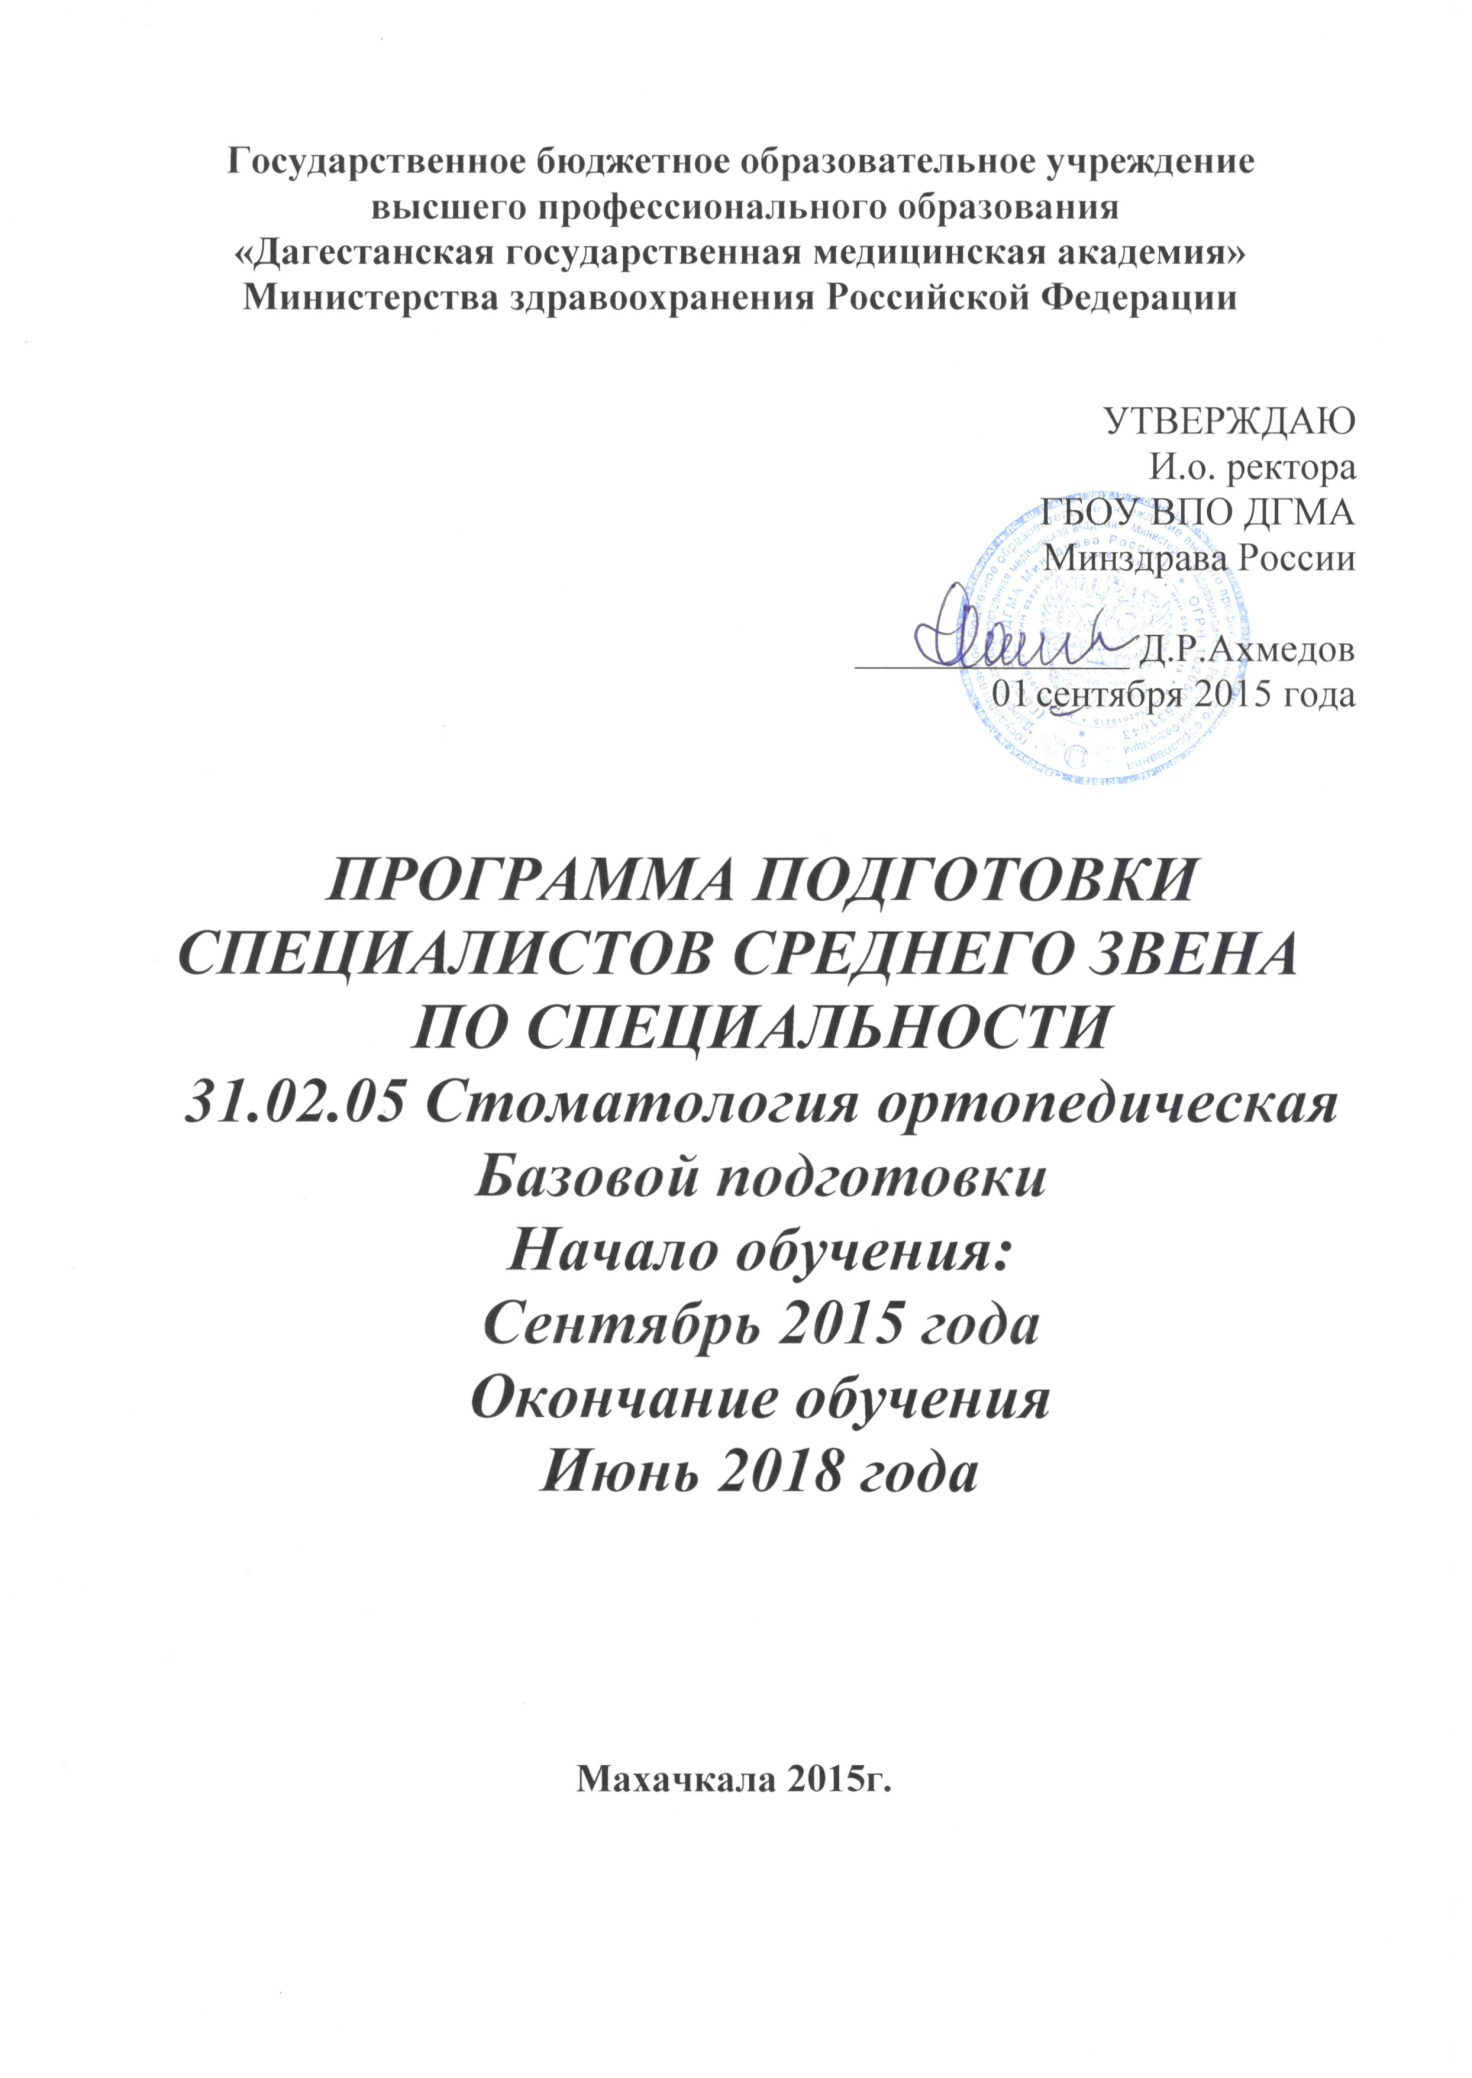 Государственное бюджетное образовательное учреждение
высшего профессионального образования
«Дагестанская государственная медицинская академия»
Министерства здравоохранения Российской Федерации
УТВЕРЖДАЮ
И.о. ректора
ГБОУ ВПО ДГМА
Минздрава России
Д.Р.Ахмедов
01 сентября 2015 года
ПРОГРАММА ПОДГОТОВКИ
СПЕЦИАЛИСТОВ СРЕДНЕГО ЗВЕНА
ПО СПЕЦИАЛЬНОСТИ
31.02.05 Стоматология ортопедическая
Базовой подготовки
Начало обучения:
Сентябрь 2015 года
Окончание обучения
Июнь 2018 года
Махачкала 2015г.